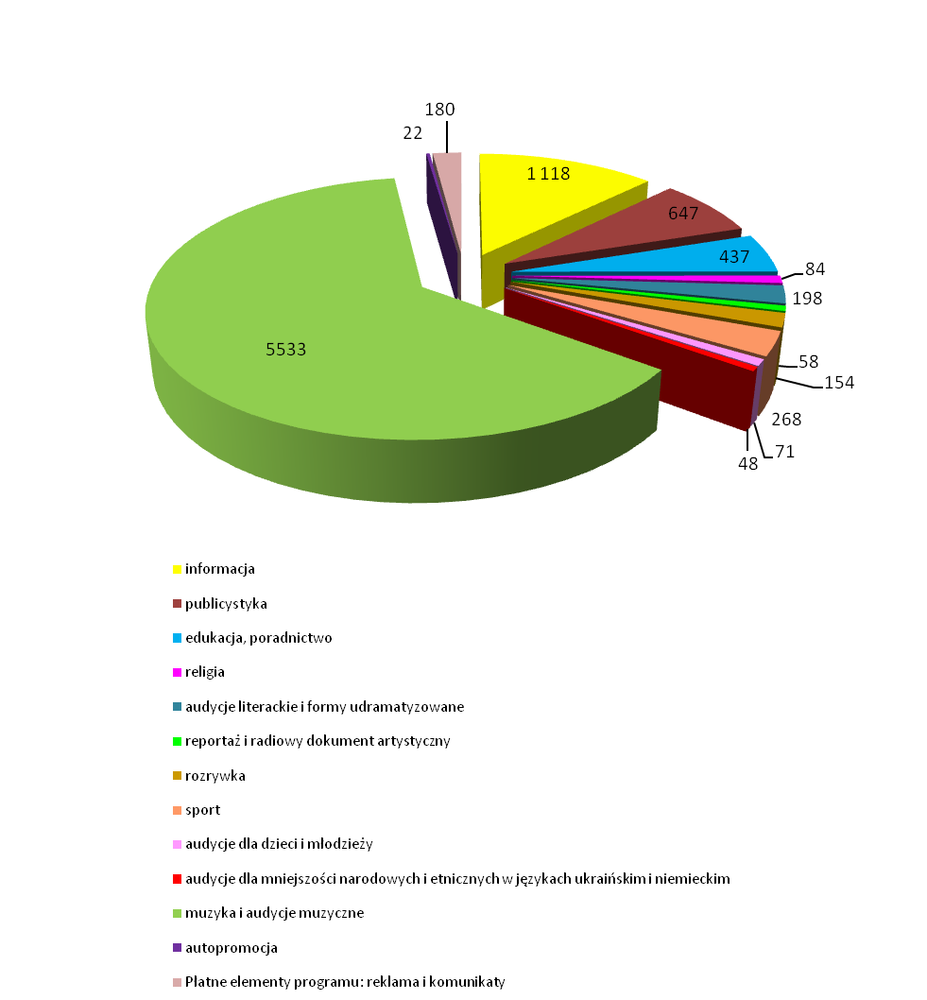 180
22
1 118
647
437
84
198
5533
58
154
268
71
48
informacja
publicystyka
edukacja, poradnictwo
religia
audycje literackie i formy udramatyzowane
reportaż i radiowy dokument artystyczny
rozrywka
sport
audycje dla dzieci i młodzieży
audycje dla mniejszości narodowych i etnicznych w językach ukraińskim i niemieckim
muzyka i audycje muzyczne
autopromocja
Płatne elementy programu: reklama i komunikaty